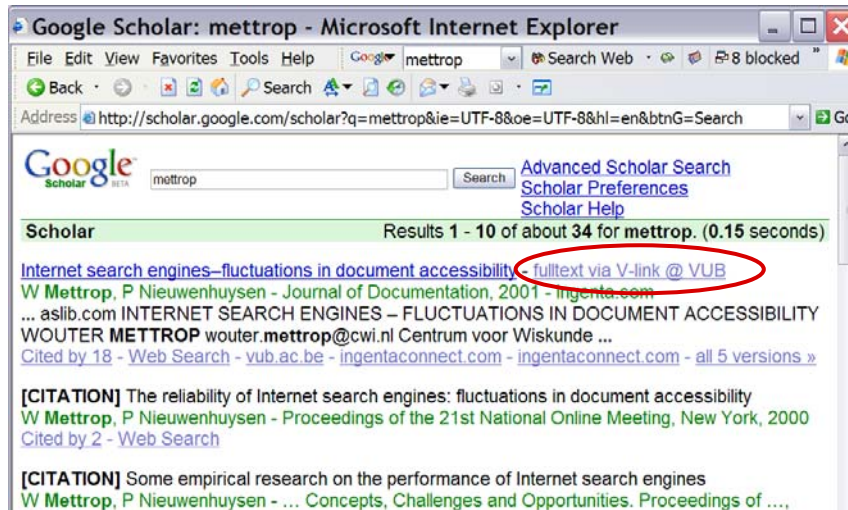 Google Scholar: mettrop - Microsoft Internet Explorer
File Edit View Favorites Tools Help Google mettrop Search Web 8 blocked "
Back Search
Address http://scholar.google.com/scholar?q=mettrop&ie=UTF-8&oe=UTF-8&hl=en&btnG=Search Go
Google Scholar BETA mettrop Search Advanced Scholar Search
Scholar Preferences
Scholar Help
Scholar Results 1 - 10 of about 34 for mettrop. (0.15 seconds)
Internet search engines–fluctuations in document accessibility - fulltext via V-link @ VUB
W Mettrop, P Nieuwenhuysen - Journal of Documentation, 2001 - ingenta.com
... aslib.com INTERNET SEARCH ENGINES – FLUCTUATIONS IN DOCUMENT ACCESSIBILITY
WOUTER METTROP wouter.mettrop@cwi.nl Centrum voor Wiskunde ...
Cited by 18 - Web Search - vub.ac.be - ingentaconnect.com - ingentaconnect.com - all 5 versions »
[CITATION] The reliability of Internet search engines: fluctuations in document accessibility
W Mettrop, P Nieuwenhuysen - Proceedings of the 21st National Online Meeting, New York, 2000
Cited by 2 - Web Search
[CITATION] Some empirical research on the performance of Internet search engines
W Mettrop, P Nieuwenhuysen - ... Concepts, Challenges and Opportunities. Proceedings of ...,